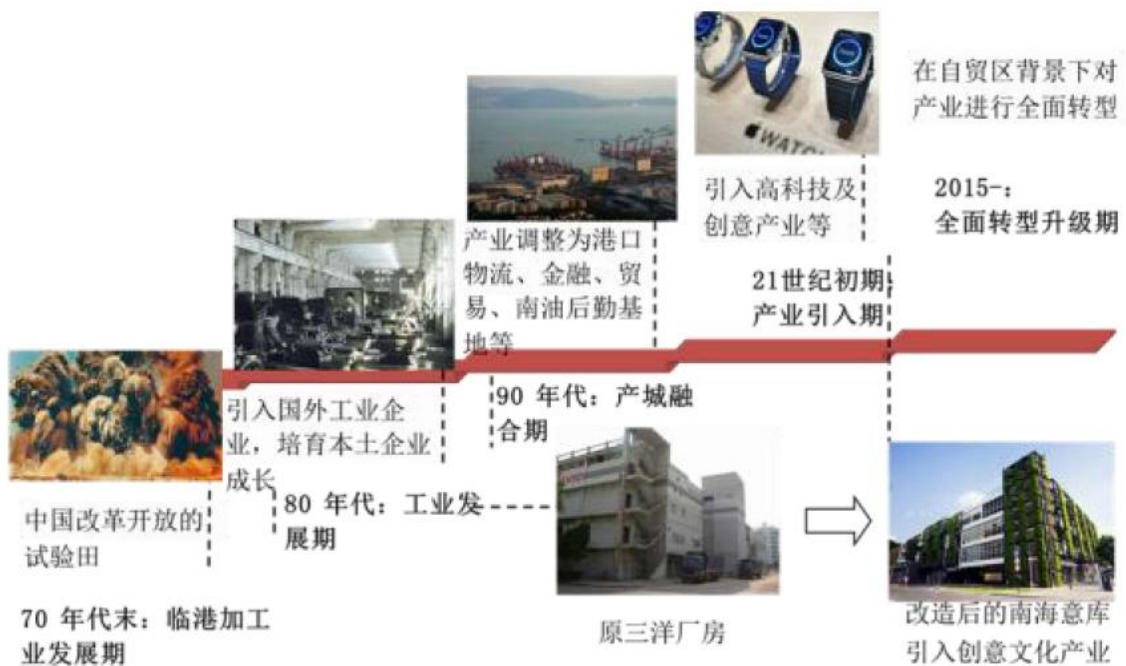 中国改革开放的
试验田
70 年代末：临港加工
业发展期
引入国外工业企
业，培育本土企业
成长
80 年代：工业发
展期
产业调整为港口
物流、金融、贸
易、南油后勤基
地等
90 年代：产城融
合期
WATCH
引入高科技及
创意产业等
21世纪初期：
产业引入期
在自贸区背景下对
产业进行全面转型
2015-：
全面转型升级期
原三洋厂房
改造后的南海意库
引入创意文化产业